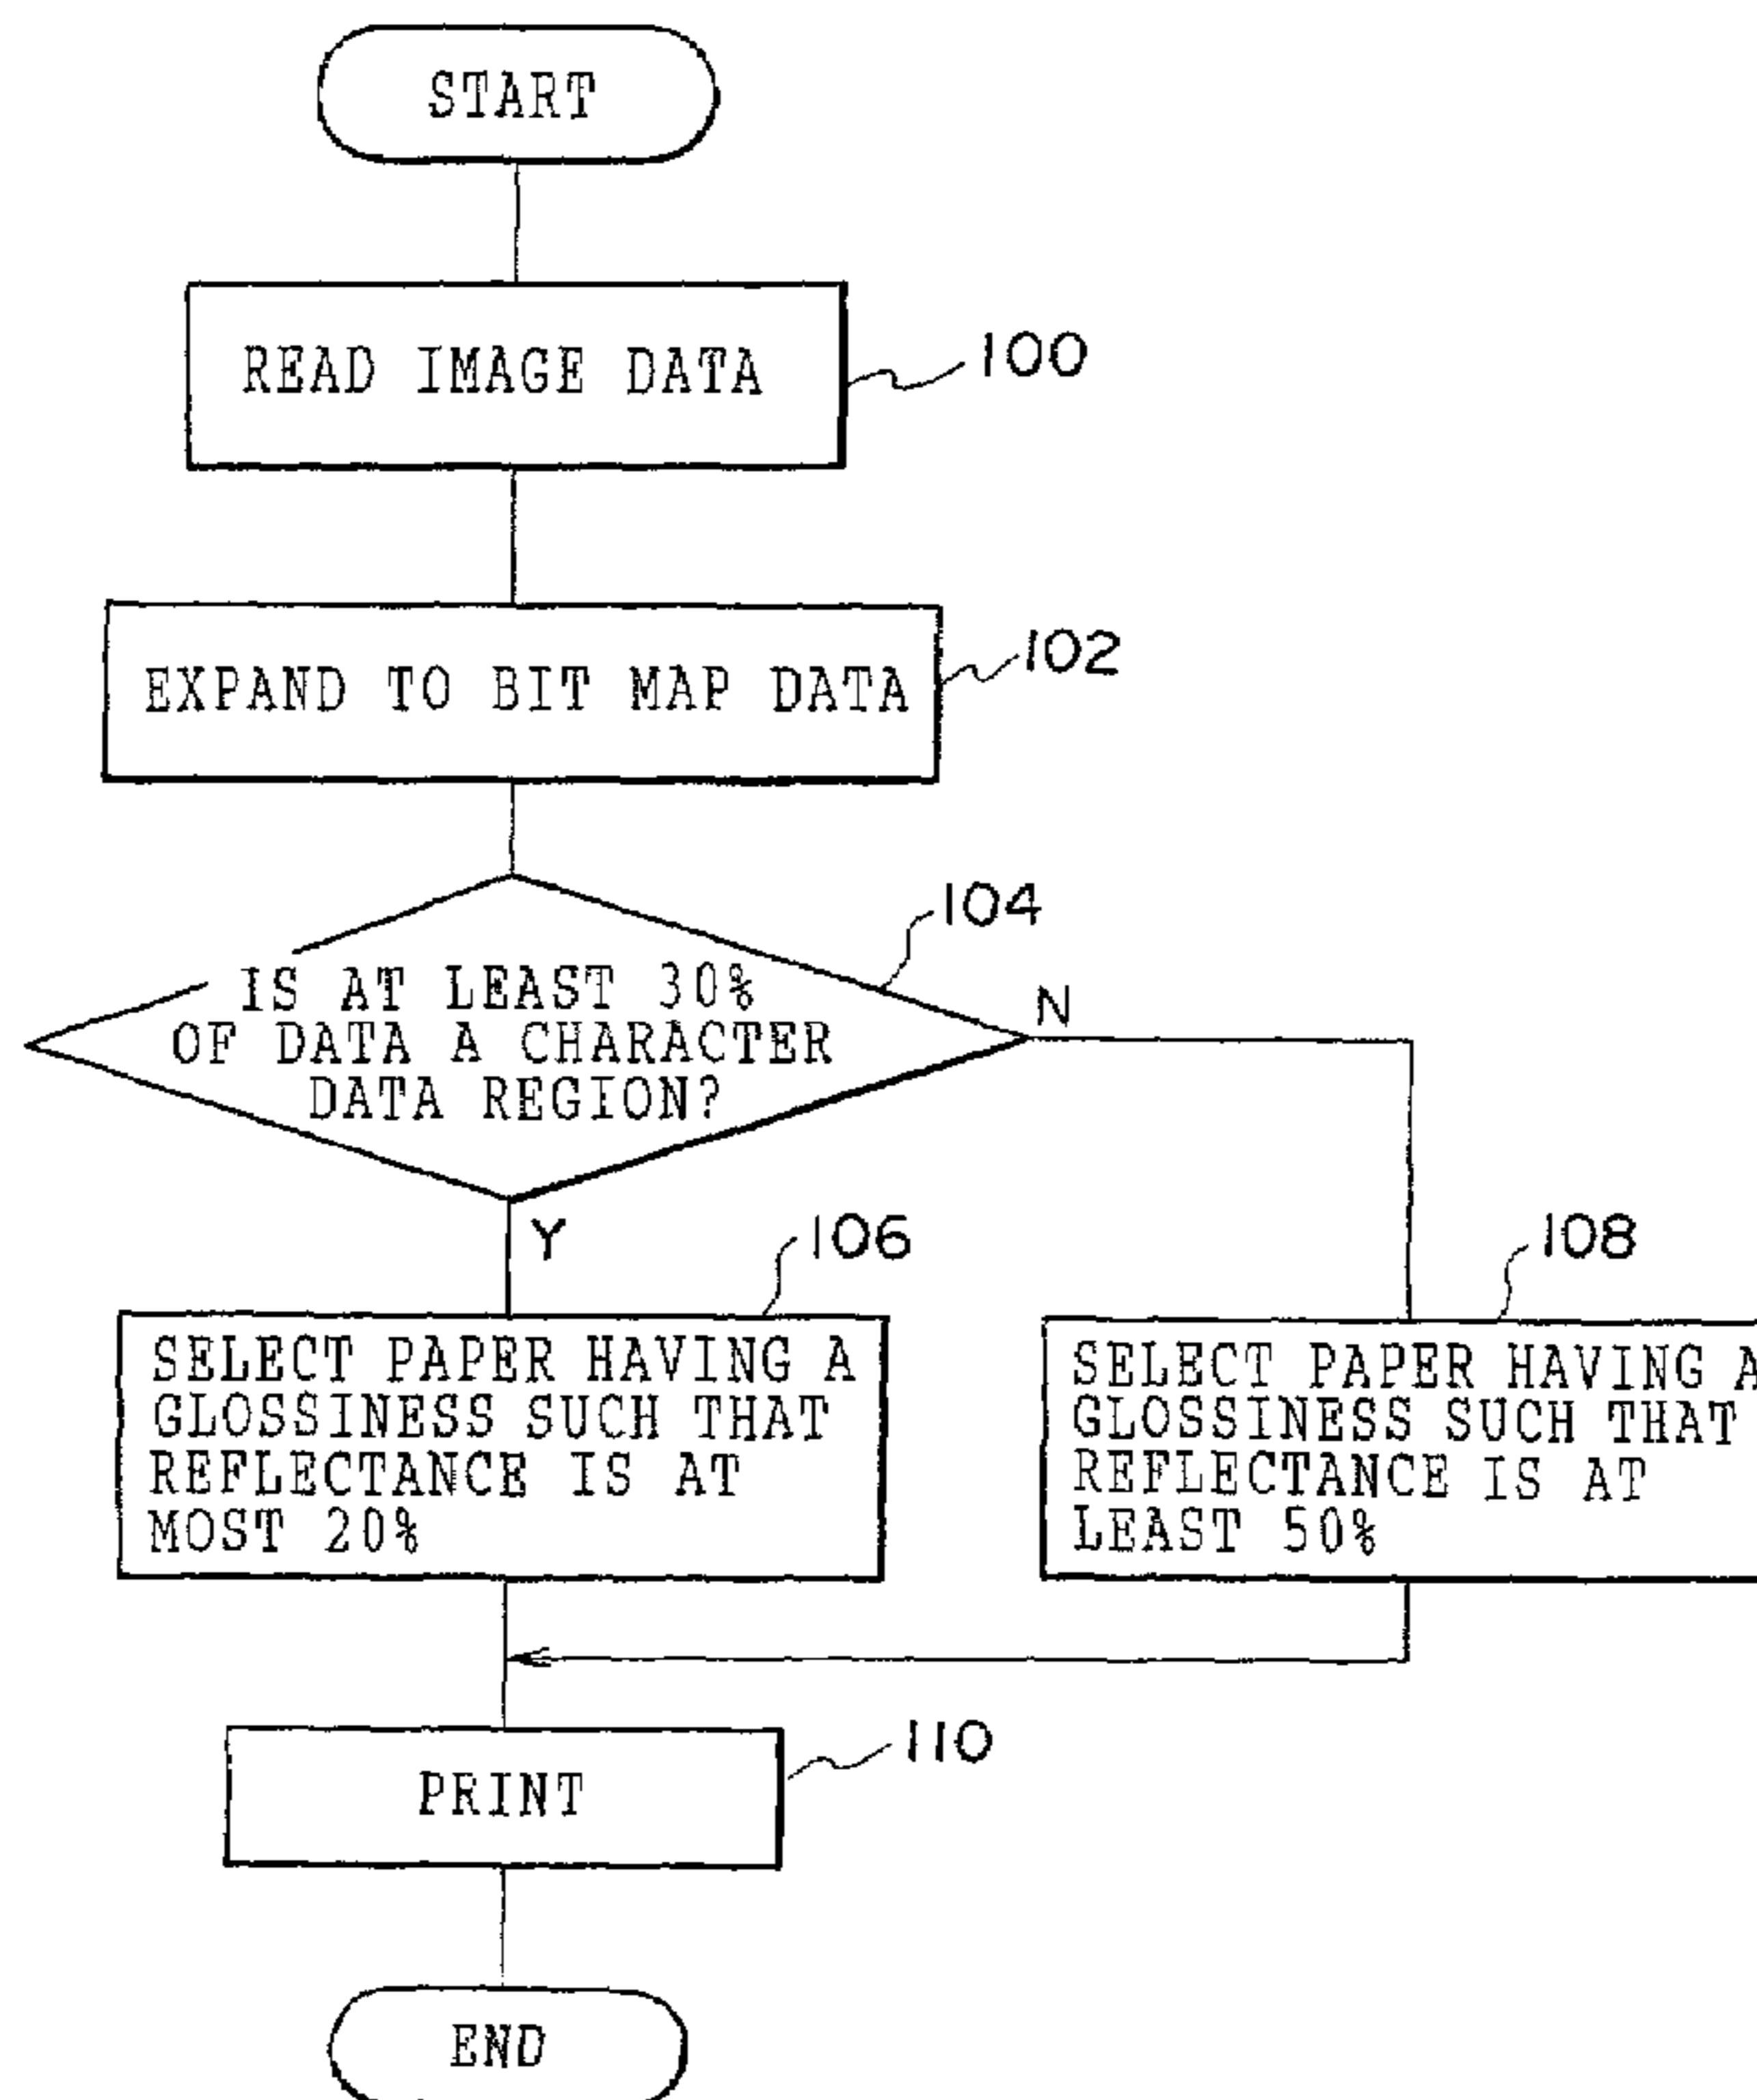 START
READ IMAGE DATA
100
EXPAND TO BIT MAP DATA
102
104
IS AT LEAST 30%
OF DATA A CHARACTER
DATA REGION?
N
Y
106
SELECT PAPER HAVING A
GLOSSINESS SUCH THAT
REFLECTANCE IS AT
MOST 20%
108
SELECT PAPER HAVING A
GLOSSINESS SUCH THAT
REFLECTANCE IS AT
LEAST 50%
PRINT
110
END